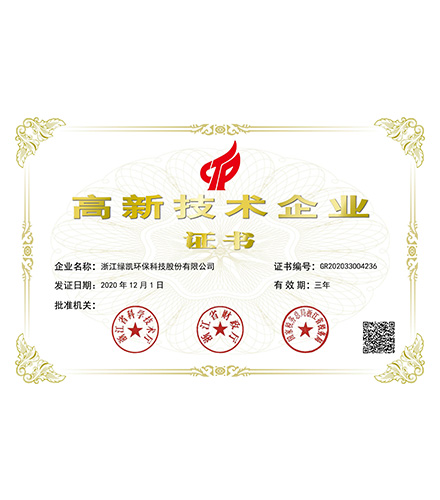 高新技术企业
证书
企业名称：浙江绿凯环保科技股份有限公司
证书编号：GR202033004236
发证日期：2020 年 12 月 1 日
有 效 期：三年
批准机关：
浙江省科学技术厅
浙江省财政厅
国家税务总局浙江省税务局